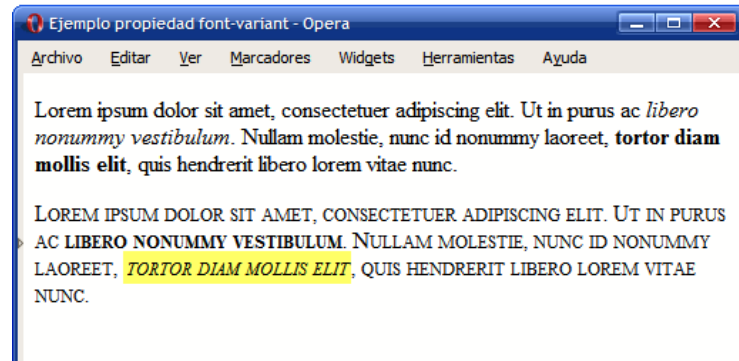 Ejemplo propiedad font-variant - Opera
Archivo Editar Ver Marcadores Widgets Herramientas Ayuda
Lorem ipsum dolor sit amet, consectetuer adipiscing elit. Ut in purus ac libero
nonummy vestibulum. Nullam molestie, nunc id nonummy laoreet, tortor diam
mollis elit, quis hendrerit libero lorem vitae nunc.
LOREM IPSUM DOLOR SIT AMET, CONSECTETUER ADIPISCING ELIT. UT IN PURUS
AC LIBERO NONUMMY VESTIBULUM. NULLAM MOLESTIE, NUNC ID NONUMMY
LAOREET, TORTOR DIAM MOLLIS ELIT, QUIS HENDRERIT LIBERO LOREM VITAE
NUNC.